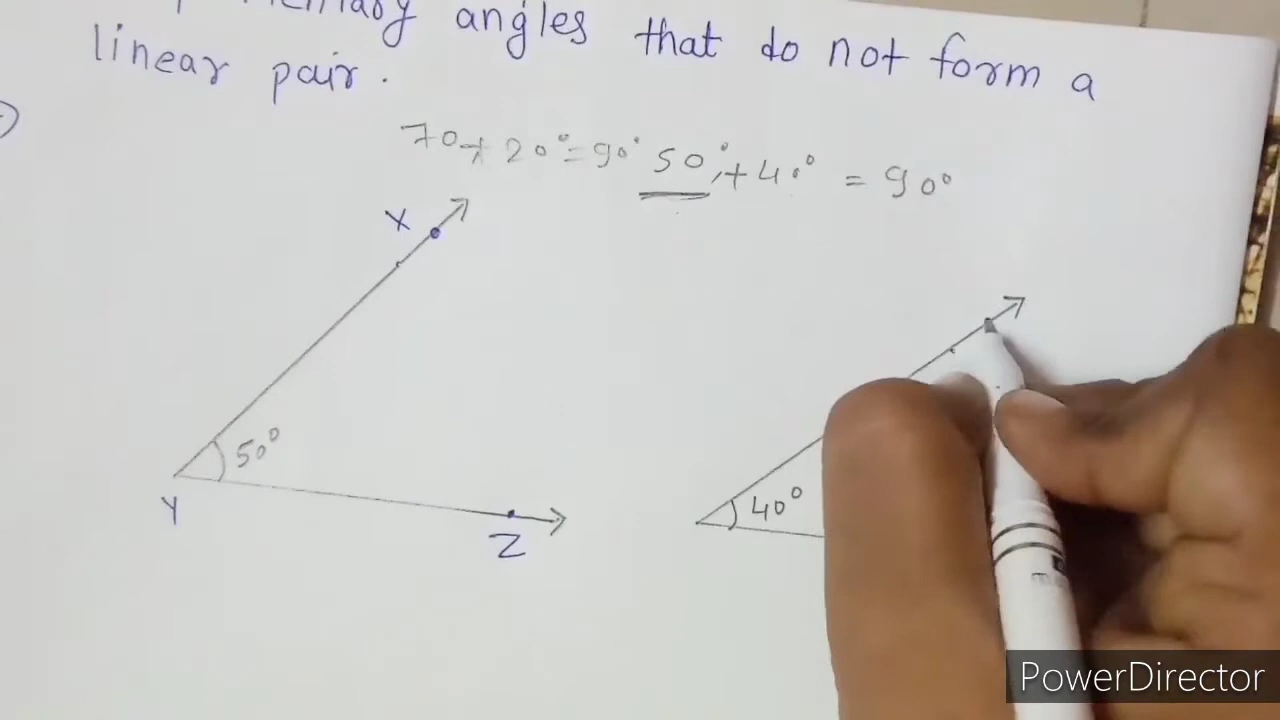 angles that do not form a
linear pair.
70+20°=90° 50°+40° = 90°
X
50°
Y
Z
40°
PowerDirector